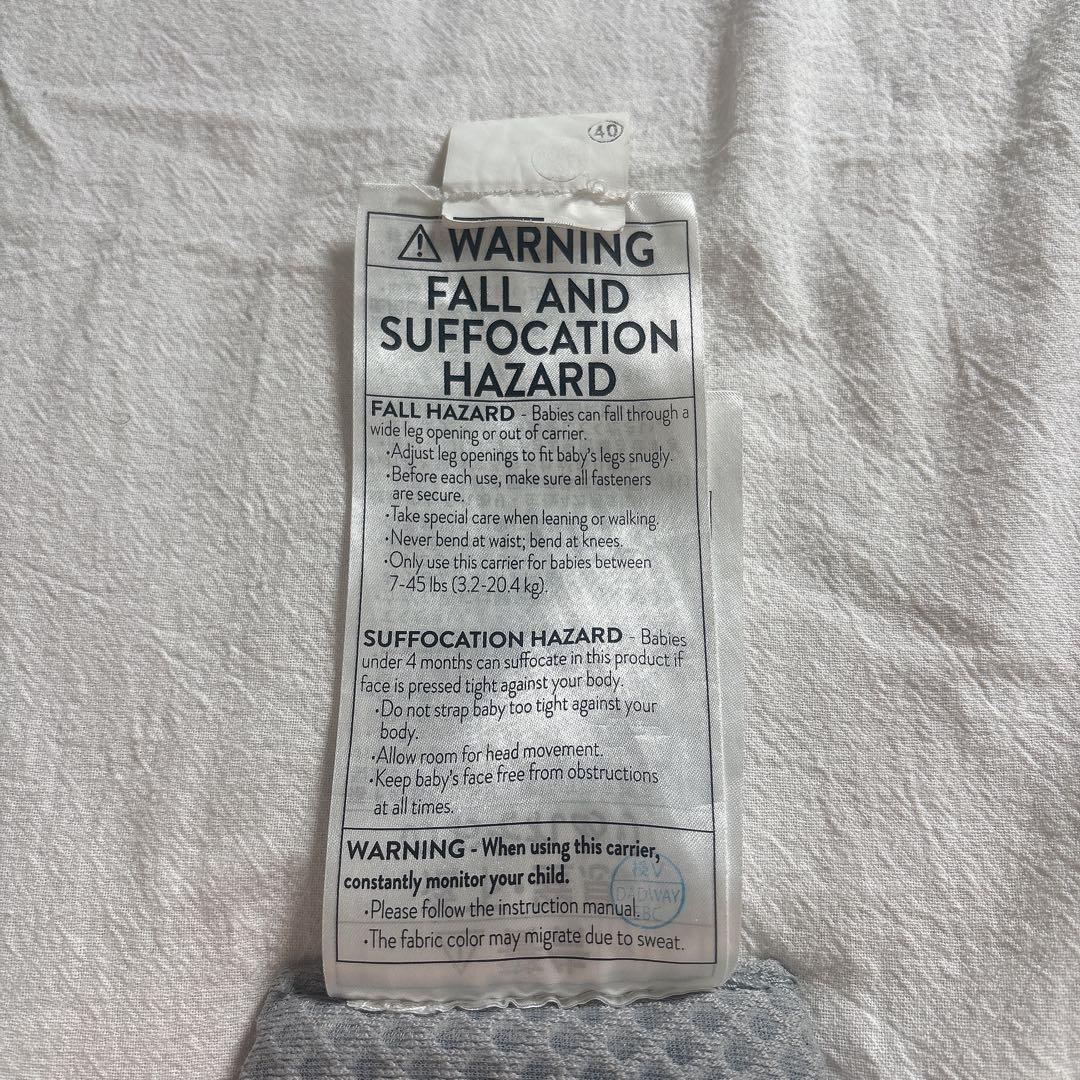 40
WARNING
FALL AND
SUFFOCATION
HAZARD
FALL HAZARD - Babies can fall through a
wide leg opening or out of carrier.
•Adjust leg openings to fit baby's legs snugly.
•Before each use, make sure all fasteners
are secure.
•Take special care when leaning or walking.
•Never bend at waist; bend at knees.
•Only use this carrier for babies between
7-45 lbs (3.2-20.4 kg).
SUFFOCATION HAZARD - Babies
under 4 months can suffocate in this product if
face is pressed tight against your body.
•Do not strap baby too tight against your
body.
•Allow room for head movement.
•Keep baby's face free from obstructions
at all times.
WARNING - When using this carrier,
constantly monitor your child.
•Please follow the instruction manual.
•The fabric color may migrate due to sweat.
検V
DADWAY
BC